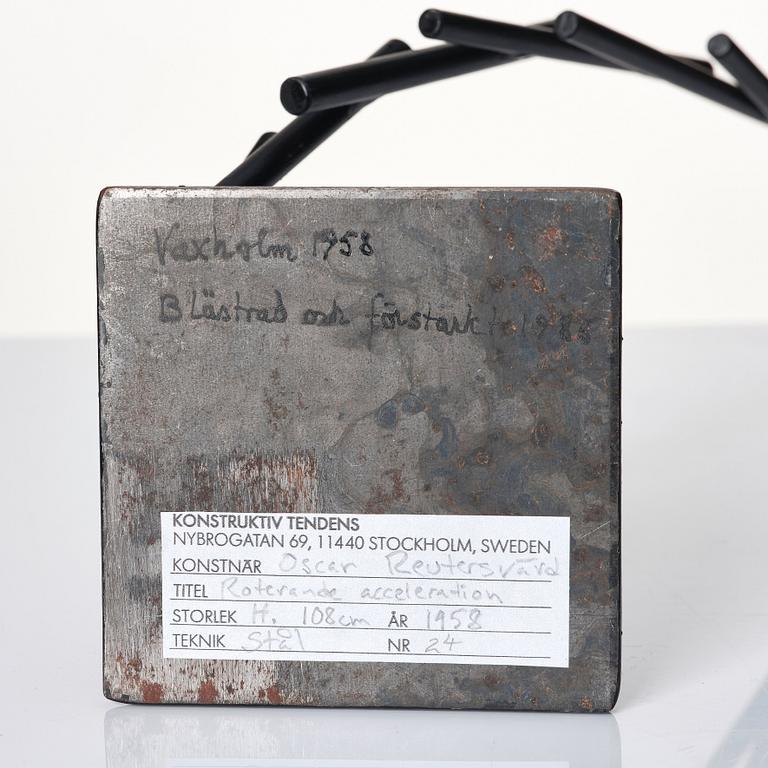 Vaxholm 1958
Blästrad och förstärkt
KONSTRUKTIV TENDENS
NYBROGATAN 69, 11440 STOCKHOLM, SWEDEN
KONSTNÄR Oscar Reutersvärd
TITEL Roterande acceleration
STORLEK H. 108cm ÅR 1958
TEKNIK Stål NR 24